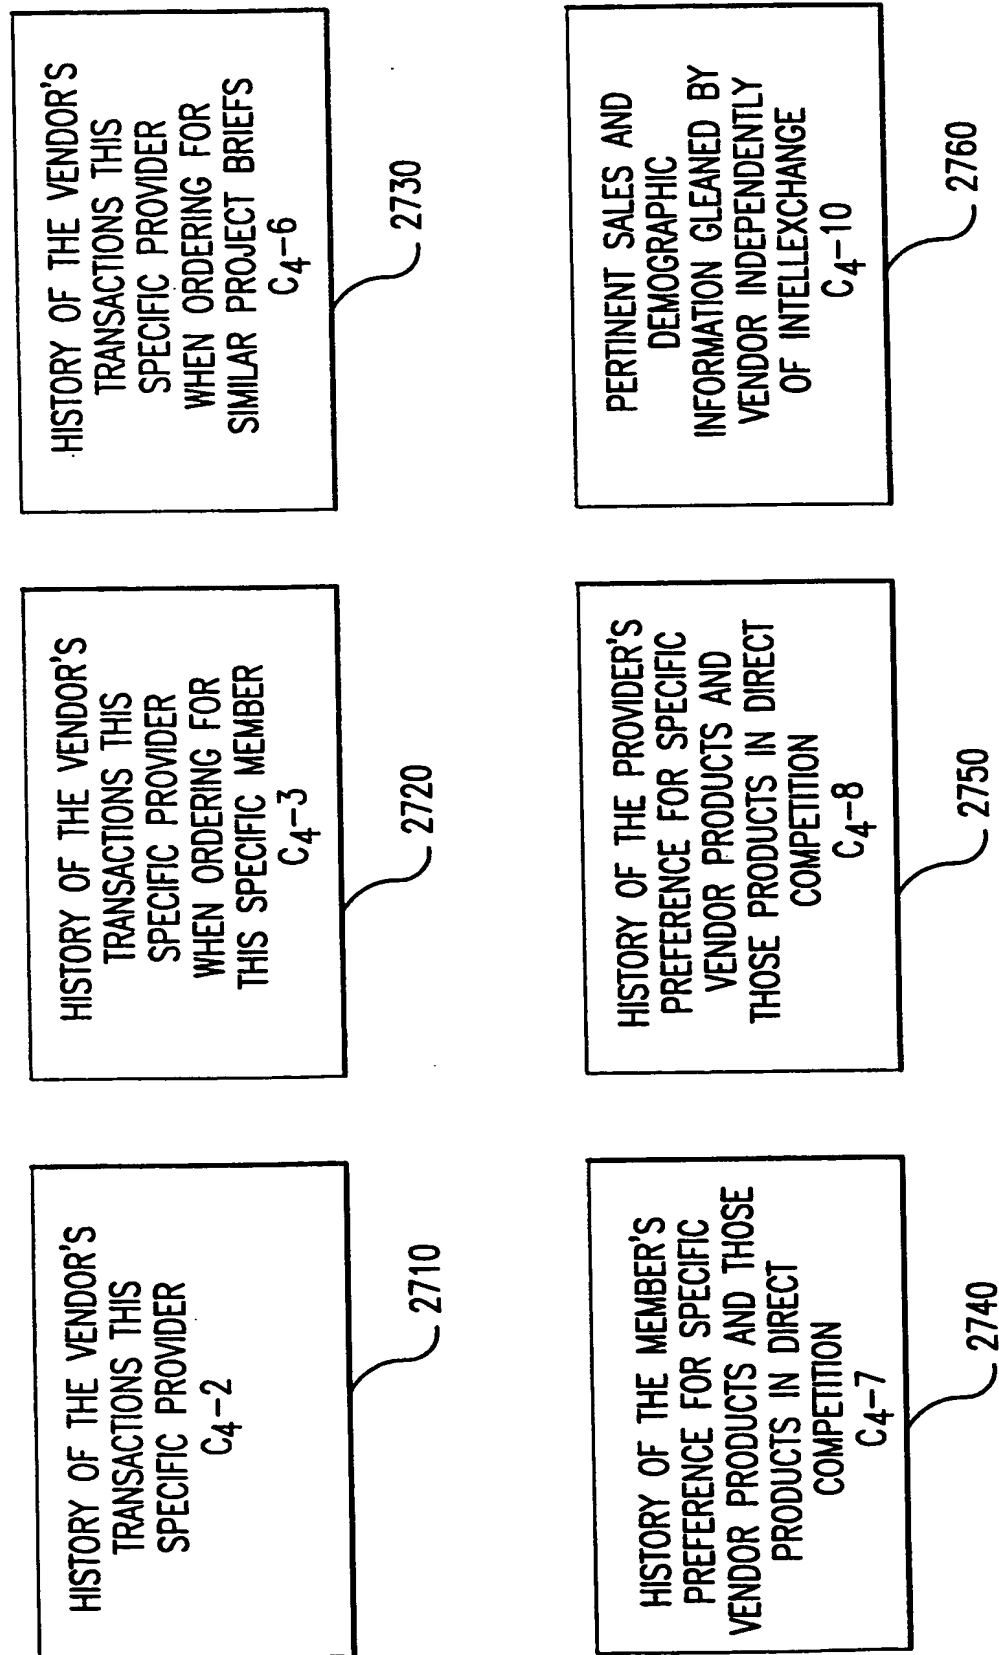 HISTORY OF THE VENDOR'S
TRANSACTIONS THIS
SPECIFIC PROVIDER
C4-2
2710
HISTORY OF THE VENDOR'S
TRANSACTIONS THIS
SPECIFIC PROVIDER
WHEN ORDERING FOR
THIS SPECIFIC MEMBER
C4-3
2720
HISTORY OF THE VENDOR'S
TRANSACTIONS THIS
SPECIFIC PROVIDER
WHEN ORDERING FOR
SIMILAR PROJECT BRIEFS
C4-6
2730
HISTORY OF THE MEMBER'S
PREFERENCE FOR SPECIFIC
VENDOR PRODUCTS AND THOSE
PRODUCTS IN DIRECT
COMPETITION
C4-7
2740
HISTORY OF THE PROVIDER'S
PREFERENCE FOR SPECIFIC
VENDOR PRODUCTS AND
THOSE PRODUCTS IN DIRECT
COMPETITION
C4-8
2750
PERTINENT SALES AND
DEMOGRAPHIC
INFORMATION GLEANED BY
VENDOR INDEPENDENTLY
OF INTELLEXCHANGE
C4-10
2760